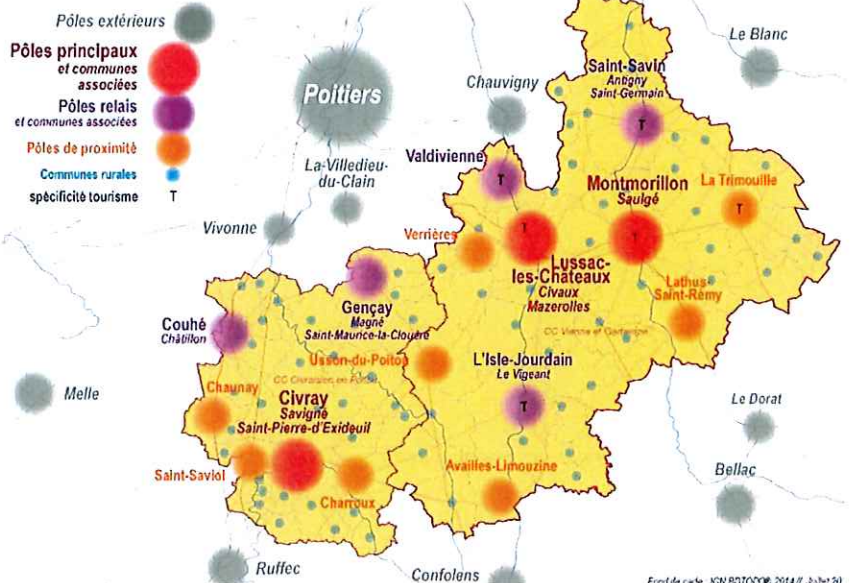 Pôles extérieurs
Pôles principaux
et communes
associées
Pôles relais
et communes associées
Pôles de proximité
Communes rurales
spécificité tourisme T
Poitiers
Chauvigny
Le Blanc
Saint-Savin
Antigny
Saint-Germain
T
La-Villedieu-
du-Clain
Valdivienne
T
Montmorillon
Saulgé
T
La Trimouille
T
Vivonne
Verrières
T
Lussac-
les-Châteaux
Civaux
Mazerolles
Lathus-
Saint-Rémy
Gençay
Magné
Saint-Maurice-la-Clouère
CC Vienne et Gartempe
Couhé
Châtillon
Usson-du-Poitou
L'Isle-Jourdain
Le Vigeant
T
Melle
Chaunay
Civray
Savigné
Saint-Pierre-d'Exideuil
Le Dorat
Saint-Saviol
Charroux
Availles-Limouzine
Bellac
Ruffec
Confolens